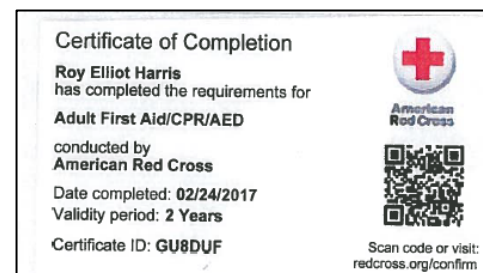 Certificate of Completion
Roy Elliot Harris
has completed the requirements for
Adult First Aid/CPR/AED
conducted by
American Red Cross
Date completed: 02/24/2017
Validity period: 2 Years
Certificate ID: GU8DUF
American
Red Cross
Scan code or visit:
redcross.org/confirm